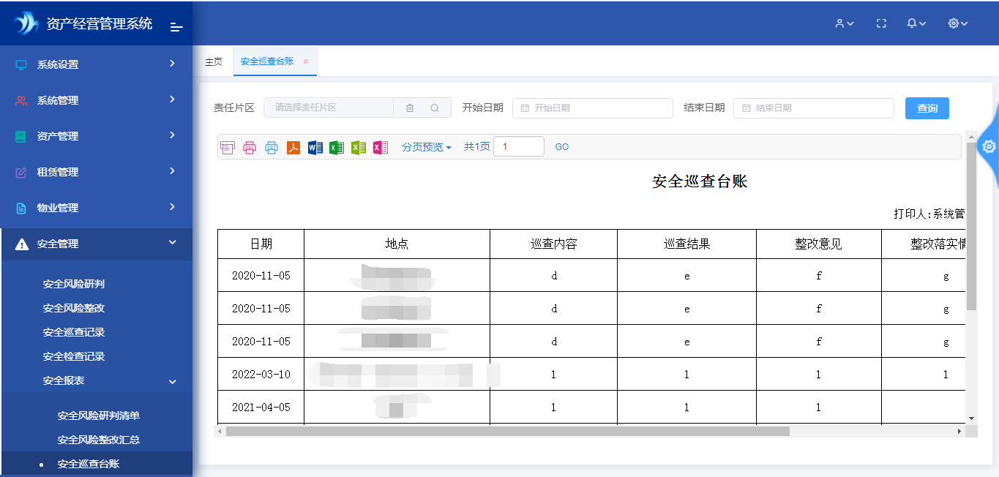 资产经营管理系统
系统设置
系统管理
资产管理
租赁管理
物业管理
安全管理
安全风险研判
安全风险整改
安全巡查记录
安全检查记录
安全报表
安全风险研判清单
安全风险整改汇总
安全巡查台账
主页 安全巡查台账 ×
责任片区 请选择责任片区 开始日期 开始日期 结束日期 结束日期 查询
分页预览 共1页 1 GO
安全巡查台账
打印人:系统管
日期 地点 巡查内容 巡查结果 整改意见 整改落实情
2020-11-05 d e f g
2020-11-05 d e f g
2020-11-05 d e f g
2022-03-10 1 1 1 1
2021-04-05 1 1 1